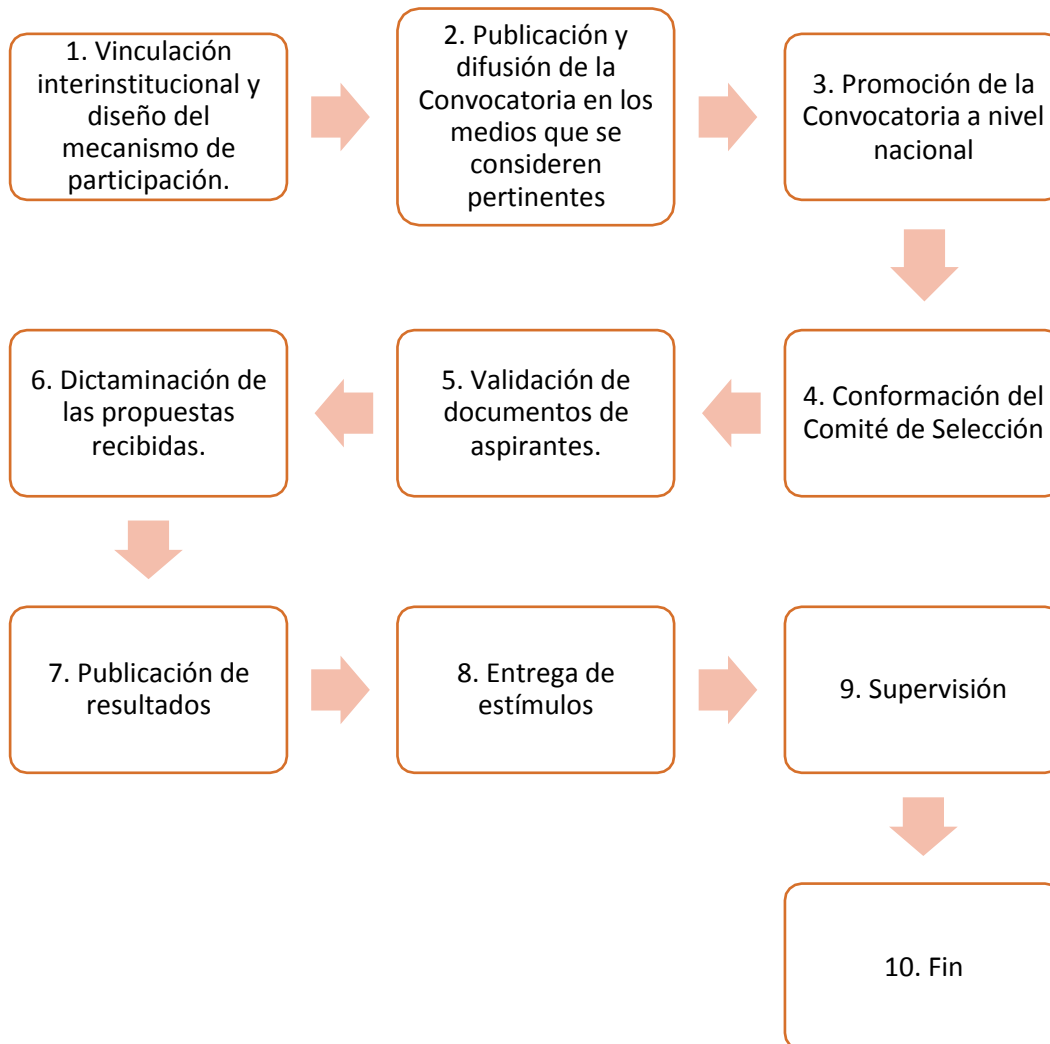 1. Vinculación
interinstitucional y
diseño del
mecanismo de
participación.
2. Publicación y
difusión de la
Convocatoria en los
medios que se
consideren
pertinentes
3. Promoción de la
Convocatoria a nivel
nacional
4. Conformación del
Comité de Selección
5. Validación de
documentos de
aspirantes.
6. Dictaminación de
las propuestas
recibidas.
7. Publicación de
resultados
8. Entrega de
estímulos
9. Supervisión
10. Fin